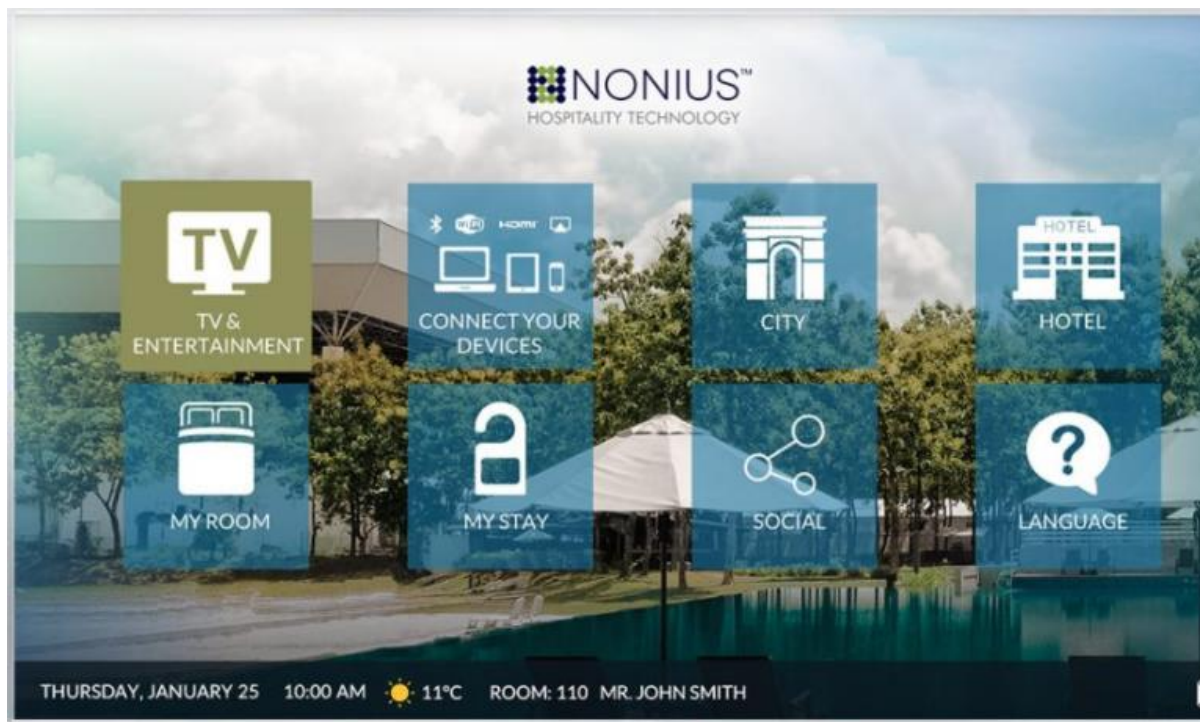 NONIUS™
HOSPITALITY TECHNOLOGY
TV
TV &
ENTERTAINMENT
WiFi HDMI
CONNECT YOUR
DEVICES
CITY
HOTEL
HOTEL
MY ROOM
MY STAY
SOCIAL
?
LANGUAGE
THURSDAY, JANUARY 25 10:00 AM 11°C ROOM: 110 MR. JOHN SMITH